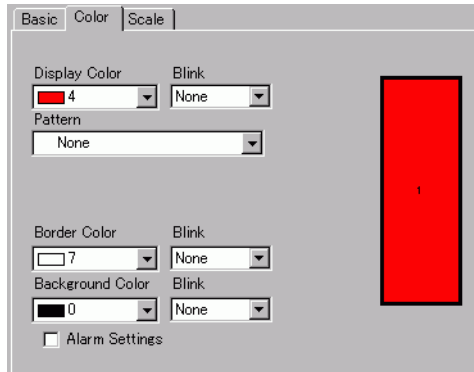 Basic Color Scale
Display Color Blink
4 None
Pattern
None
1
Border Color Blink
7 None
Background Color Blink
0 None
Alarm Settings